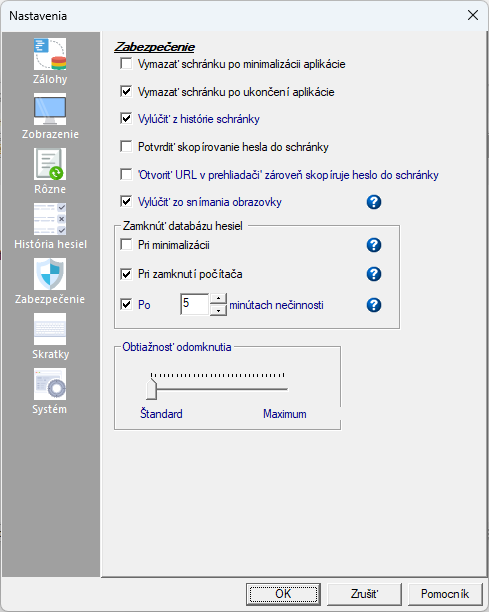 Nastavenia
Zálohy
Zobrazenie
Rôzne
História hesiel
Zabezpečenie
Skratky
Systém
Zabezpečenie
Vymazať schránku po minimalizácii aplikácie
Vymazať schránku po ukončení aplikácie
Vylúčiť z histórie schránky
Potvrdiť skopírovanie hesla do schránky
'Otvoriť URL v prehliadači' zároveň skopíruje heslo do schránky
Vylúčiť zo snímania obrazovky
Zamknúť databázu hesiel
Pri minimalizácii
Pri zamknutí počítača
Po 5 minútach nečinnosti
Obtiažnosť odomknutia
Štandard Maximum
OK Zrušiť Pomocník